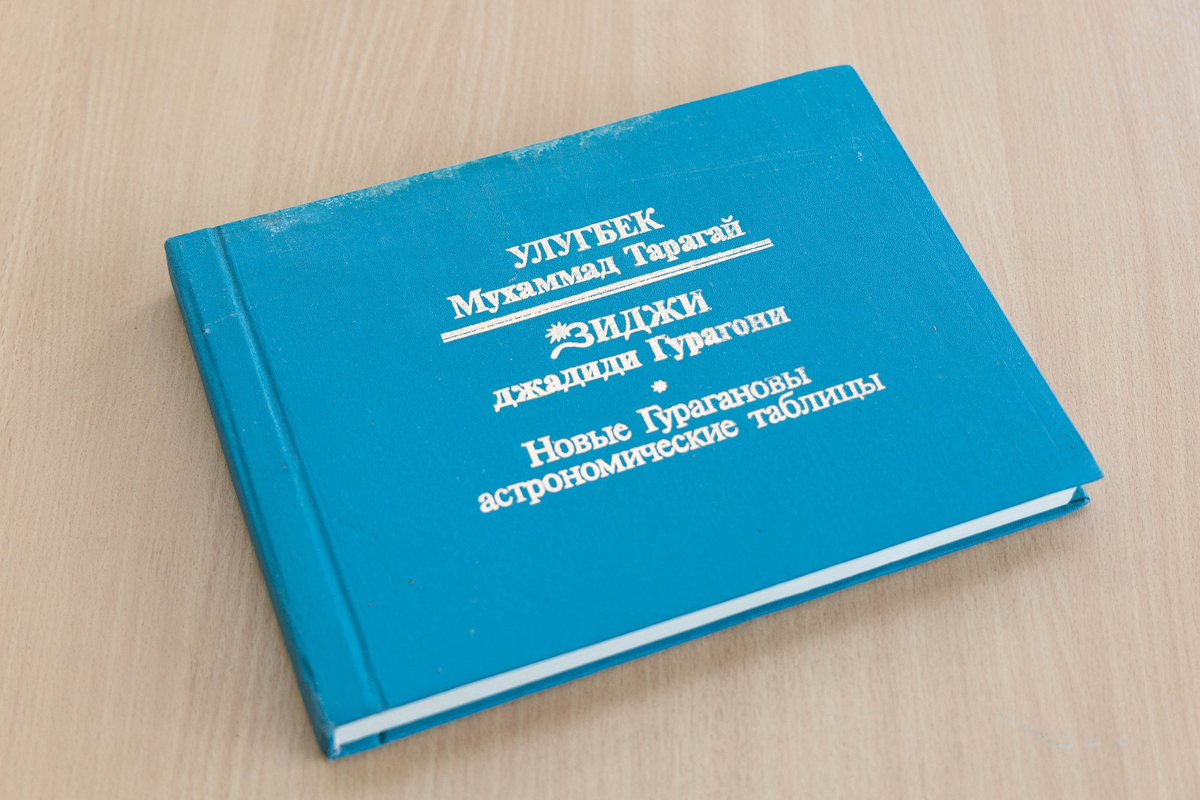 УЛУГБЕК
Мухаммад Тарагай
ЗИДЖИ
джадиди Гурагони
Новые Гурагановы
астрономические таблицы